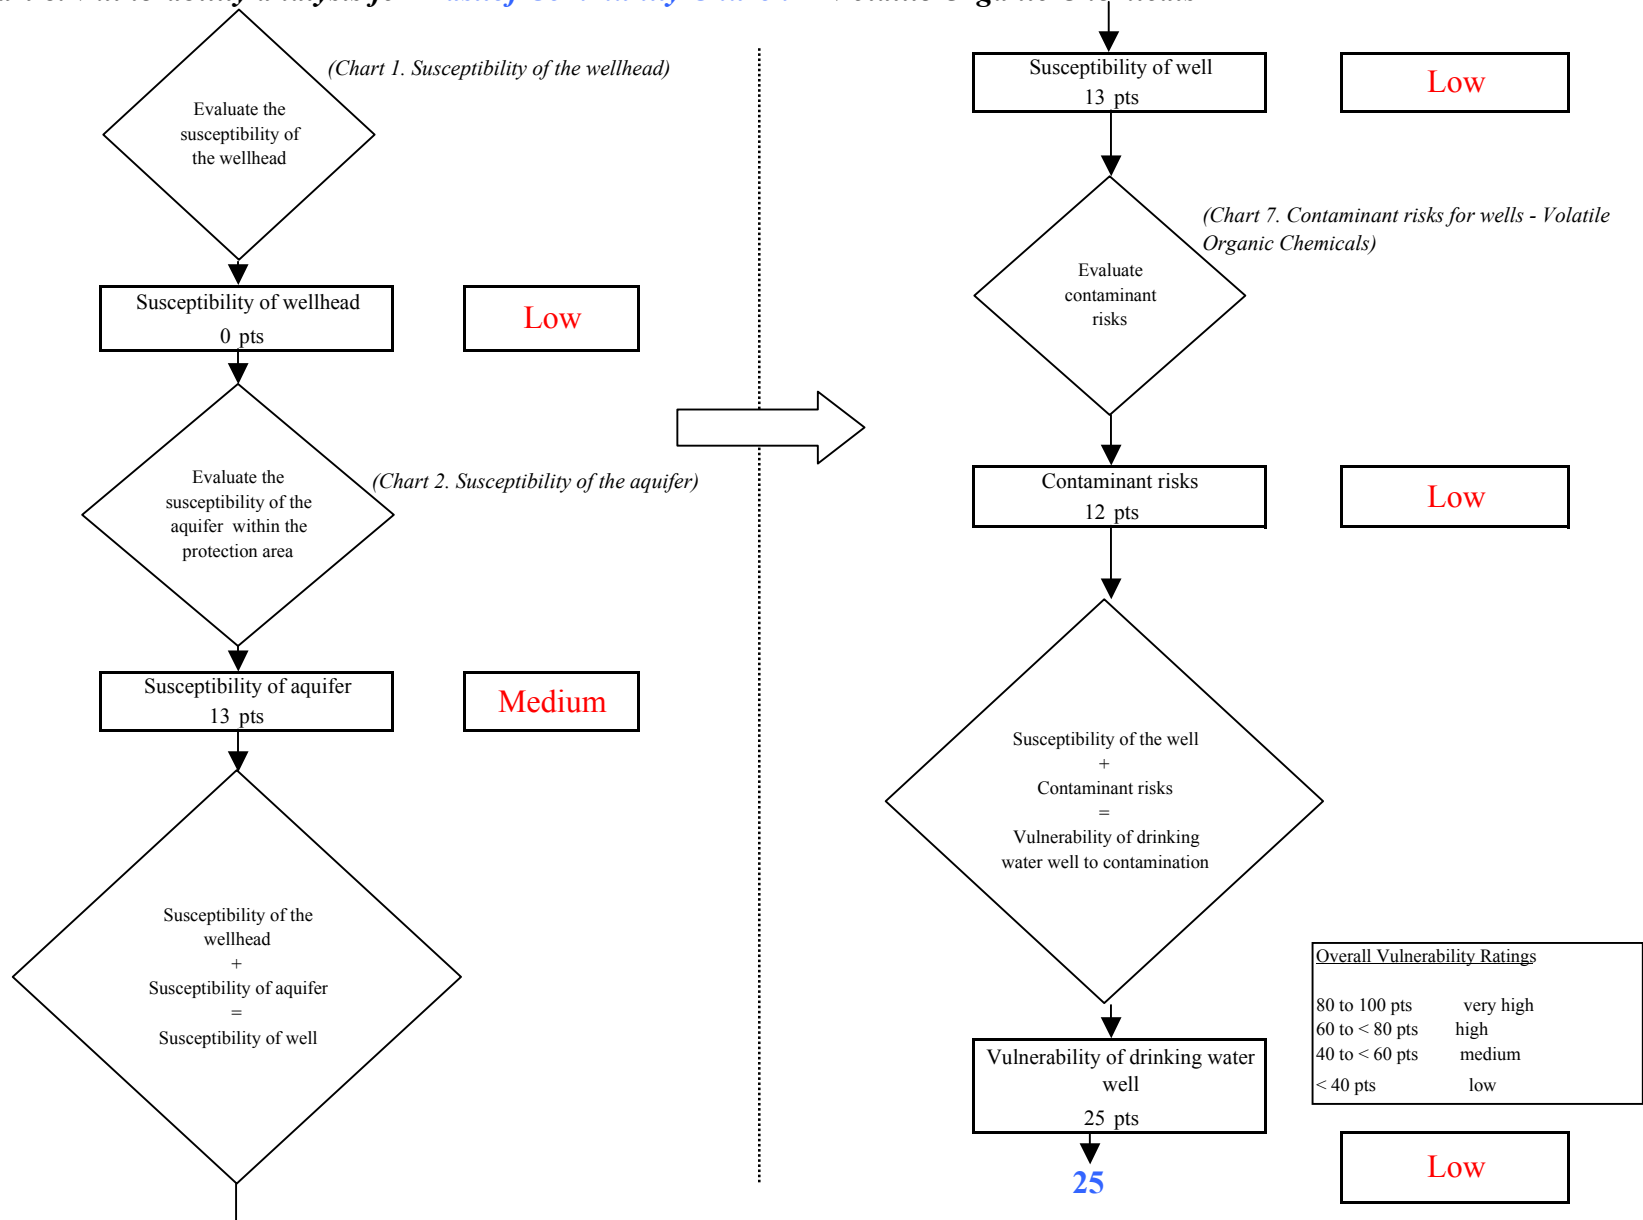 (Chart 1. Susceptibility of the wellhead)
Evaluate the
susceptibility of
the wellhead
Susceptibility of wellhead
0 pts
Low
Evaluate the
susceptibility of the
aquifer within the
protection area
(Chart 2. Susceptibility of the aquifer)
Susceptibility of aquifer
13 pts
Medium
Susceptibility of the
wellhead
+
Susceptibility of aquifer
=
Susceptibility of well
Susceptibility of well
13 pts
Low
(Chart 7. Contaminant risks for wells - Volatile
Organic Chemicals)
Evaluate
contaminant
risks
Contaminant risks
12 pts
Low
Susceptibility of the well
+
Contaminant risks
=
Vulnerability of drinking
water well to contamination
Overall Vulnerability Ratings
80 to 100 pts very high
60 to < 80 pts high
40 to < 60 pts medium
< 40 pts low
Vulnerability of drinking water
well
25 pts
25
Low